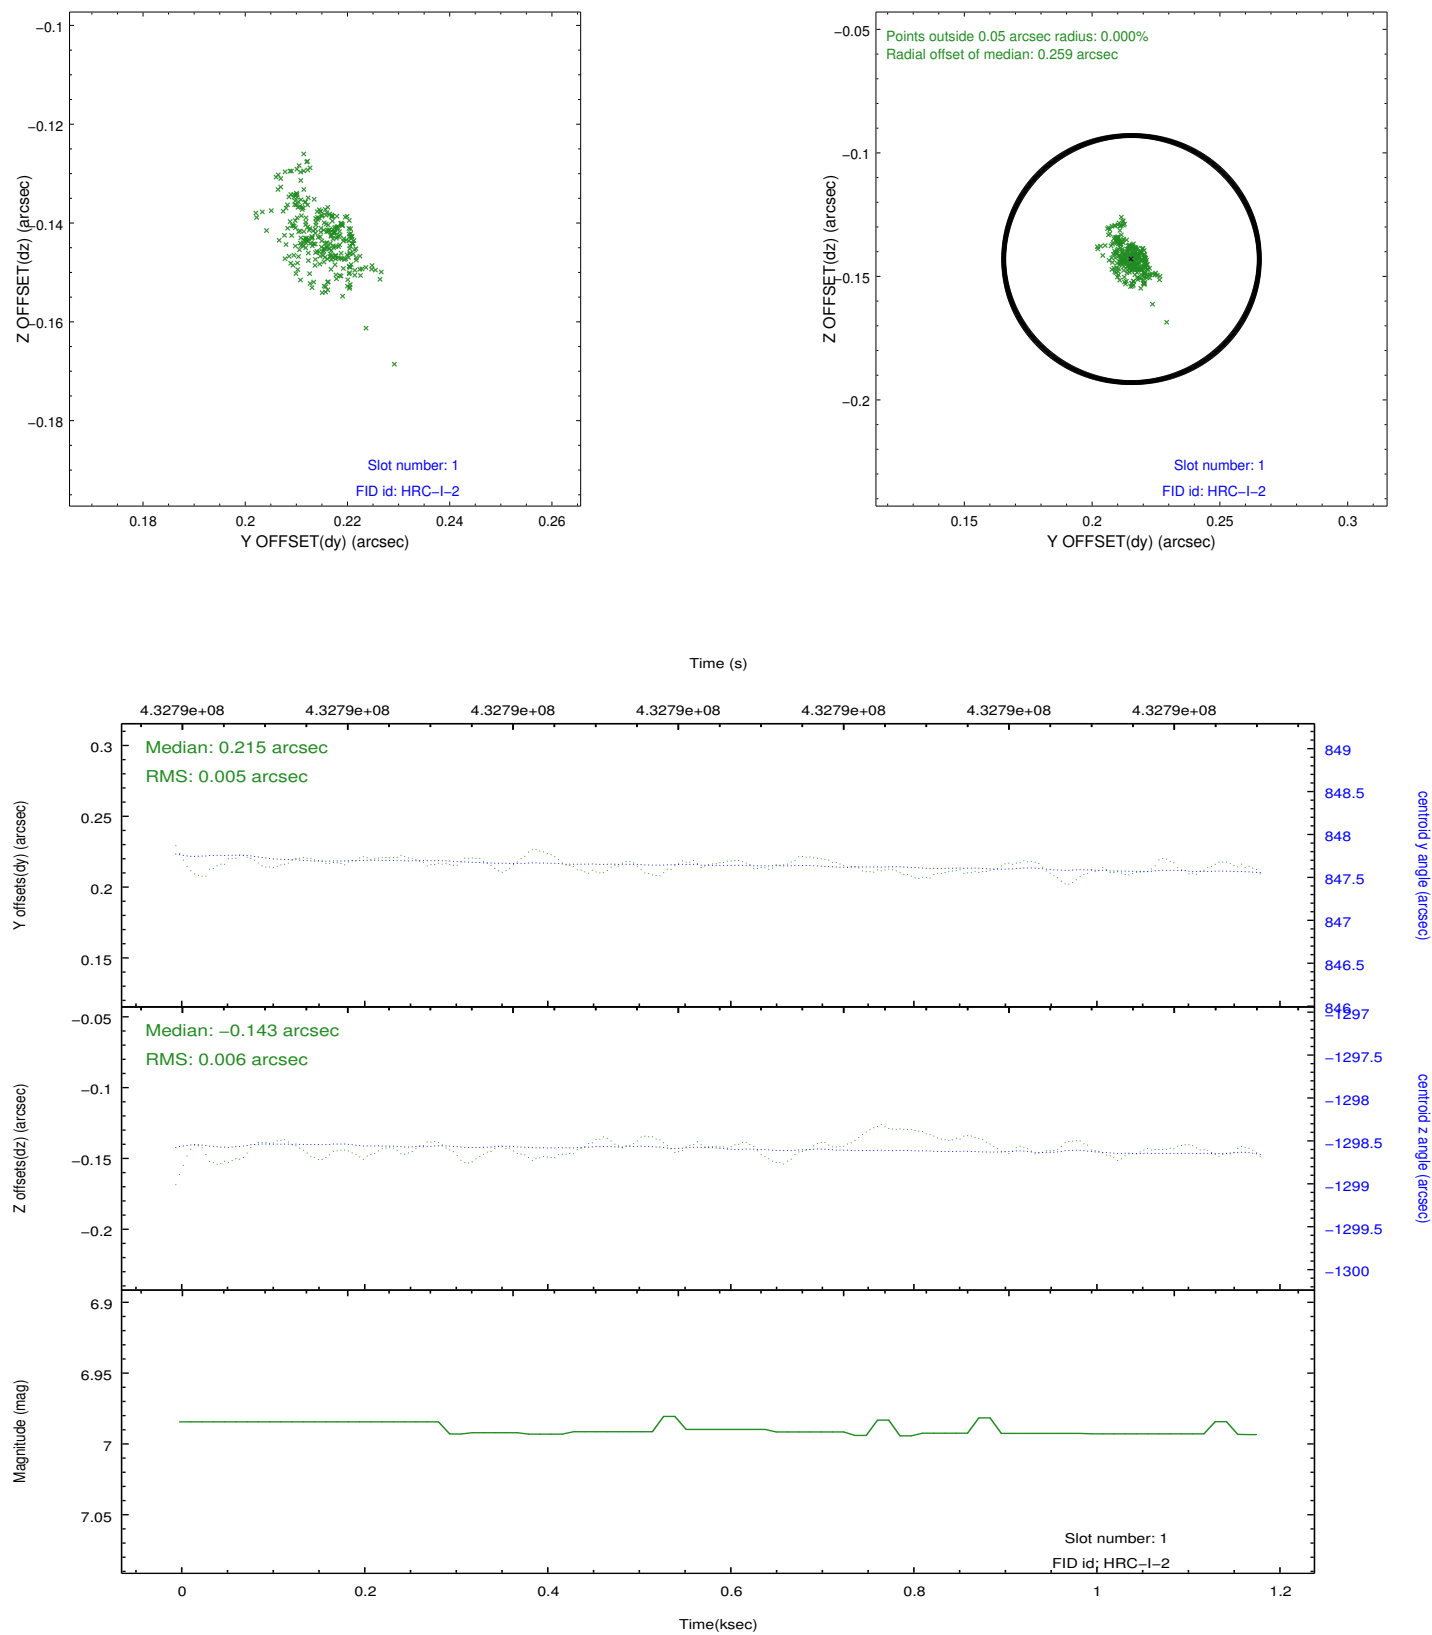 −0.1
−0.12
−0.14
−0.16
−0.18
Z OFFSET(dz) (arcsec)
Slot number: 1
FID id: HRC−I−2
0.18
0.2
0.22
0.24
0.26
Y OFFSET(dy) (arcsec)
Points outside 0.05 arcsec radius: 0.000%
Radial offset of median: 0.259 arcsec
−0.05
−0.1
−0.15
−0.2
Z OFFSET(dz) (arcsec)
Slot number: 1
FID id: HRC−I−2
0.15
0.2
0.25
0.3
Y OFFSET(dy) (arcsec)
Time (s)
4.3279e+08 4.3279e+08 4.3279e+08 4.3279e+08 4.3279e+08 4.3279e+08 4.3279e+08
Median: 0.215 arcsec
RMS: 0.005 arcsec
0.3
0.25
0.2
0.15
Y offsets(dy) (arcsec)
849
848.5
848
847.5
847
846.5
846
centroid y angle (arcsec)
Median: −0.143 arcsec
RMS: 0.006 arcsec
−0.05
−0.1
−0.15
−0.2
Z offsets(dz) (arcsec)
−1297
−1297.5
−1298
−1298.5
−1299
−1299.5
−1300
centroid z angle (arcsec)
6.9
6.95
7
7.05
Magnitude (mag)
Slot number: 1
FID id: HRC−I−2
0
0.2
0.4
0.6
0.8
1
1.2
Time(ksec)